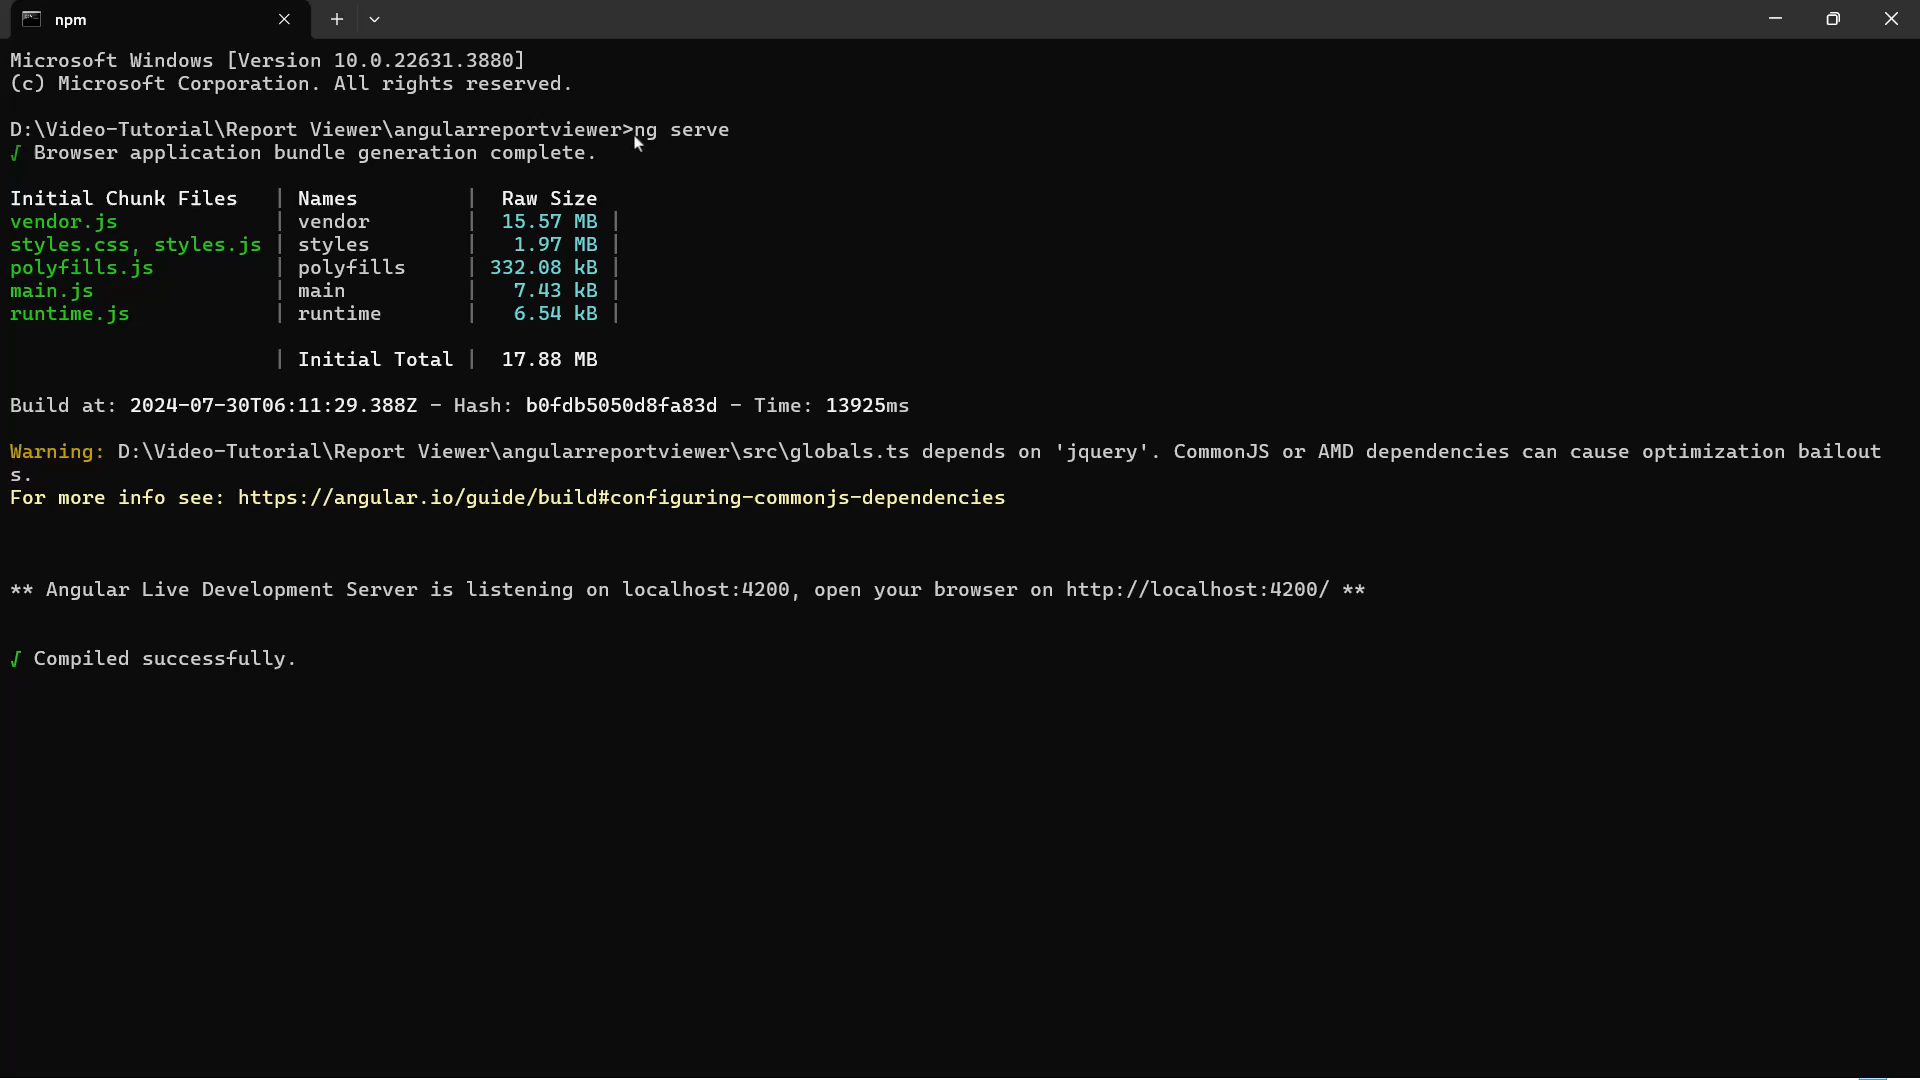 npm
Microsoft Windows [Version 10.0.22631.3880]
(c) Microsoft Corporation. All rights reserved.
D:\Video-Tutorial\Report Viewer\angularreportviewer>ng serve
√ Browser application bundle generation complete.
Initial Chunk Files | Names | Raw Size
vendor.js | vendor | 15.57 MB |
styles.css, styles.js | styles | 1.97 MB |
polyfills.js | polyfills | 332.08 kB |
main.js | main | 7.43 kB |
runtime.js | runtime | 6.54 kB |
| Initial Total | 17.88 MB
Build at: 2024-07-30T06:11:29.388Z - Hash: b0fdb5050d8fa83d - Time: 13925ms
Warning: D:\Video-Tutorial\Report Viewer\angularreportviewer\src\globals.ts depends on 'jquery'. CommonJS or AMD dependencies can cause optimization bailout
s.
For more info see: https://angular.io/guide/build#configuring-commonjs-dependencies
** Angular Live Development Server is listening on localhost:4200, open your browser on http://localhost:4200/ **
√ Compiled successfully.